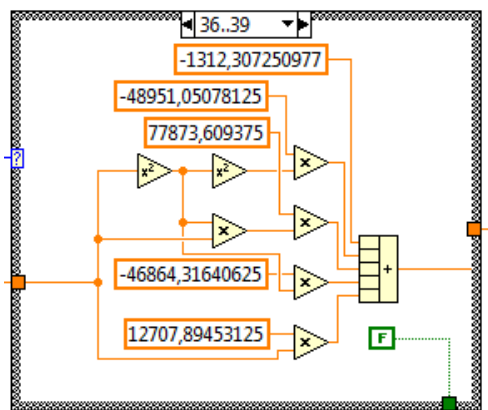 36..39
-1312,307250977
-48951,05078125
77873,609375
?
x²
x²
x
x
x
+
-46864,31640625
x
12707,89453125
x
F